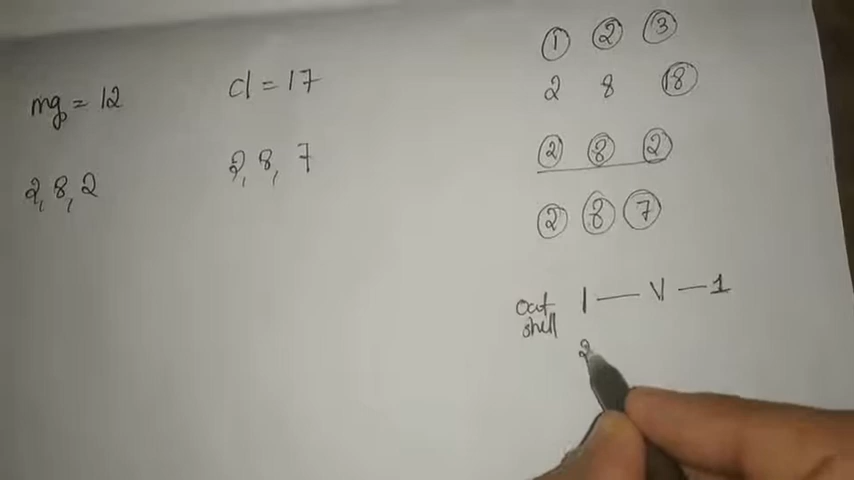 mg = 12
2, 8, 2
Cl = 17
2, 8, 7
1 2 3
2 8 18
2 8 2
2 8 7
Out shell 1 — V — 1
2